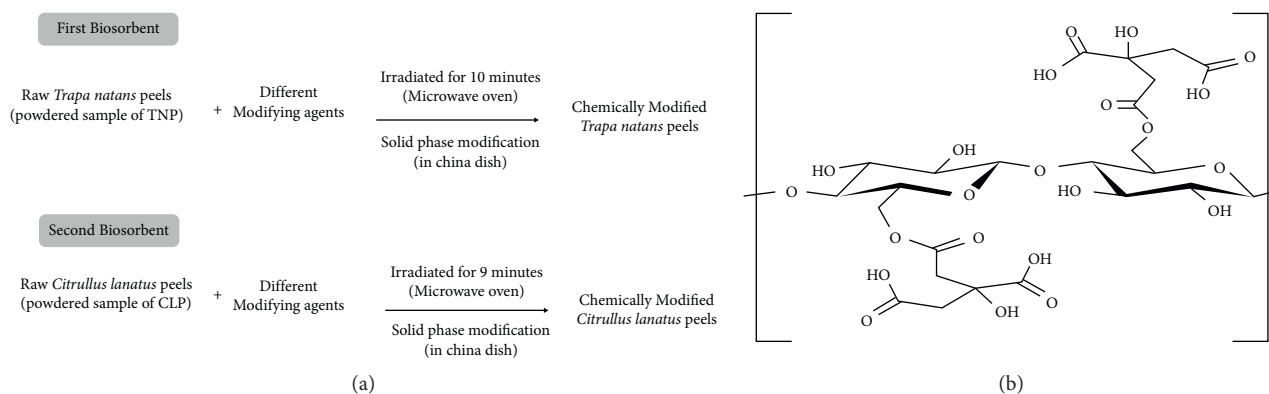 First Biosorbent
Raw Trapa natans peels
(powdered sample of TNP)
+
Different
Modifying agents
Irradiated for 10 minutes
(Microwave oven)
Solid phase modification
(in china dish)
Chemically Modified
Trapa natans peels
Second Biosorbent
Raw Citrullus lanatus peels
(powdered sample of CLP)
+
Different
Modifying agents
Irradiated for 9 minutes
(Microwave oven)
Solid phase modification
(in china dish)
Chemically Modified
Citrullus lanatus peels
(a)
O
HO
HO
O
HO
O
O
HO
OH
O
O
O
O
HO
OH
O
O
HO
OH
O
OH
O
(b)